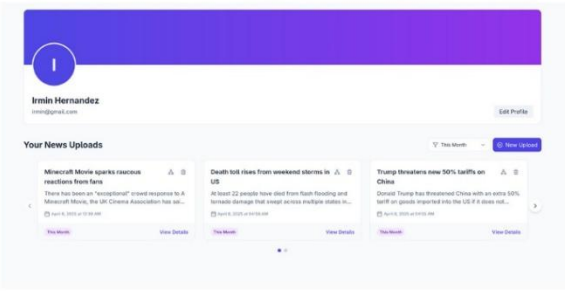 I
Irmin Hernandez
irmin@gmail.com
Edit Profile
Your News Uploads
This Month
New Upload
Minecraft Movie sparks raucous
reactions from fans
There has been an "exceptional" crowd response to A
Minecraft Movie, the UK Cinema Association has sai...
April 8, 2025 at
This Month
View Details
Death toll rises from weekend storms in
US
At least 22 people have died from flash flooding and
tornado damage that swept across multiple states in...
April 8, 2025 at
This Month
View Details
Trump threatens new 50% tariffs on
China
Donald Trump has threatened China with an extra 50%
tariff on goods imported into the US if it does not...
April 8, 2025 at
This Month
View Details